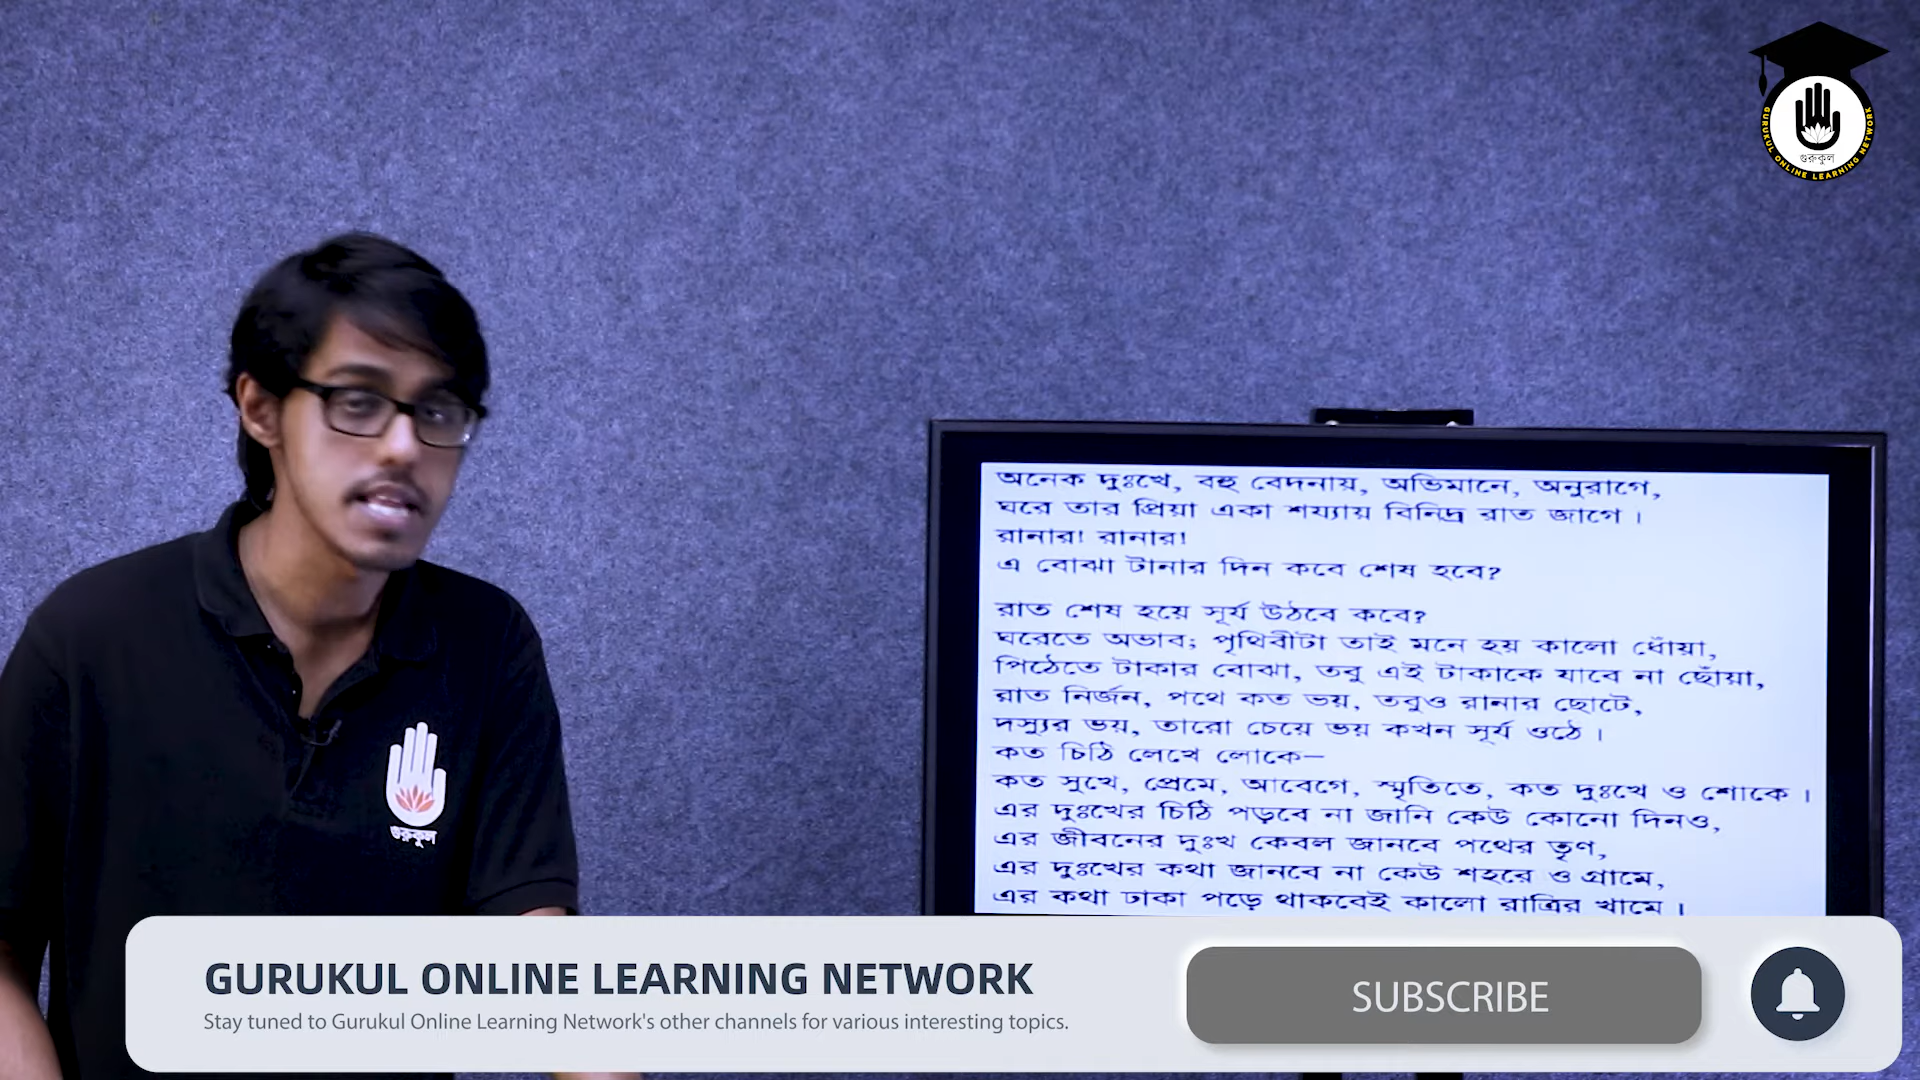 গুরুকুল
GURUKUL ONLINE LEARNING NETWORK
অনেক দুঃখে, বহু বেদনায়, অভিমানে, অনুরাগে,
ঘরে তার প্রিয়া একা শয্যায় বিনিদ্র রাত জাগে।
রানার! রানার!
এ বোঝা টানার দিন কবে শেষ হবে?
রাত শেষ হয়ে সূর্য উঠবে কবে?
ঘরেতে অভাব; পৃথিবীটা তাই মনে হয় কালো ধোঁয়া,
পিঠেতে টাকার বোঝা, তবু এই টাকাকে যাবে না ছোঁয়া,
রাত নির্জন, পথে কত ভয়, তবুও রানার ছোটে,
দস্যুর ভয়, তারো চেয়ে ভয় কখন সূর্য ওঠে।
কত চিঠি লেখে লোকে—
কত সুখে, প্রেমে, আবেগে, স্মৃতিতে, কত দুঃখে ও শোকে।
এর দুঃখের চিঠি পড়বে না জানি কেউ কোনো দিনও,
এর জীবনের দুঃখ কেবল জানবে পথের তৃণ,
এর দুঃখের কথা জানবে না কেউ শহরে ও গ্রামে,
এর কথা ঢাকা পড়ে থাকবেই কালো রাত্রির খামে।
গুরুকুল
GURUKUL ONLINE LEARNING NETWORK
Stay tuned to Gurukul Online Learning Network's other channels for various interesting topics.
SUBSCRIBE